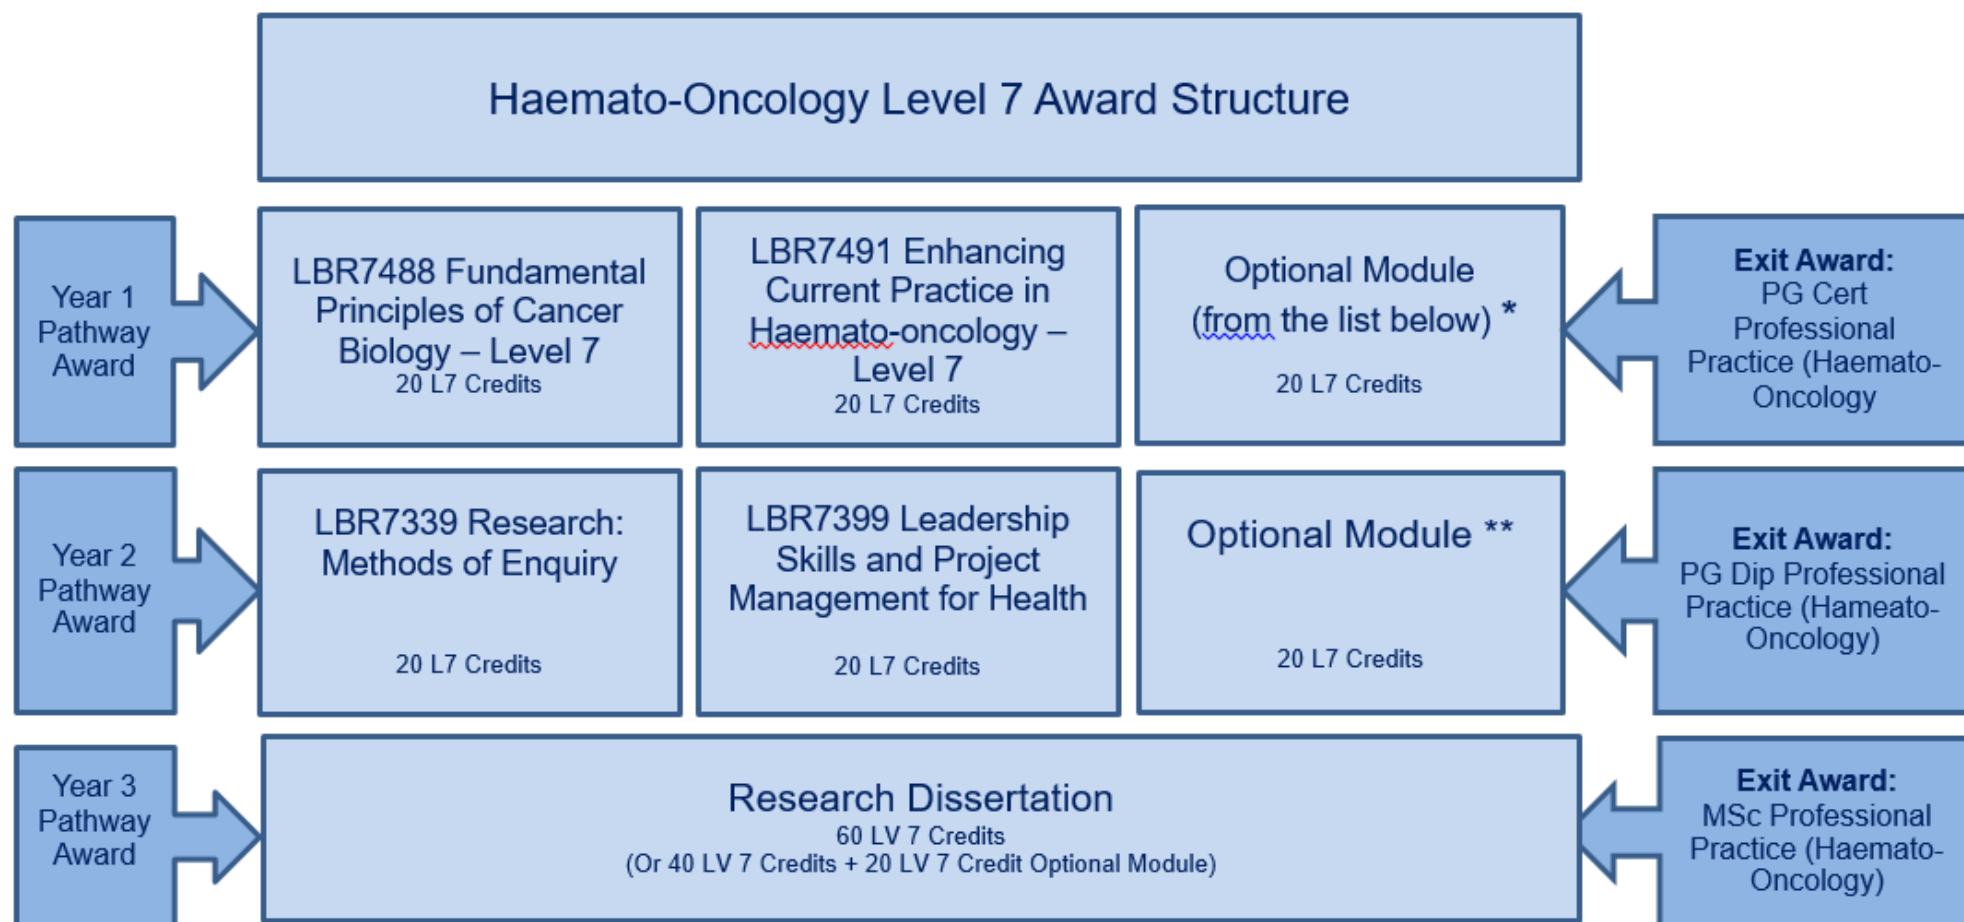 Haemato-Oncology Level 7 Award Structure
Year 1
Pathway
Award
LBR7488 Fundamental
Principles of Cancer
Biology – Level 7
20 L7 Credits
LBR7491 Enhancing
Current Practice in
Haemato-oncology –
Level 7
20 L7 Credits
Optional Module
(from the list below) *
20 L7 Credits
Exit Award:
PG Cert
Professional
Practice (Haemato-
Oncology
Year 2
Pathway
Award
LBR7339 Research:
Methods of Enquiry
20 L7 Credits
LBR7399 Leadership
Skills and Project
Management for Health
20 L7 Credits
Optional Module **
20 L7 Credits
Exit Award:
PG Dip Professional
Practice (Hameato-
Oncology)
Year 3
Pathway
Award
Research Dissertation
60 LV 7 Credits
(Or 40 LV 7 Credits + 20 LV 7 Credit Optional Module)
Exit Award:
MSc Professional
Practice (Haemato-
Oncology)